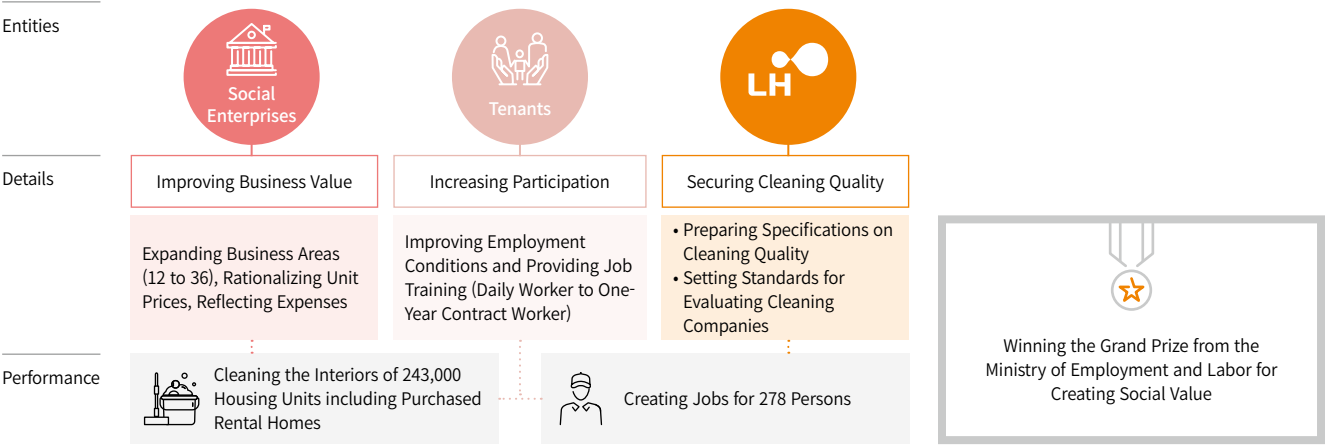 Entities
Social
Enterprises
Tenants
LH
Details
Improving Business Value
Increasing Participation
Securing Cleaning Quality
Expanding Business Areas
(12 to 36), Rationalizing Unit
Prices, Reflecting Expenses
Improving Employment
Conditions and Providing Job
Training (Daily Worker to One-
Year Contract Worker)
• Preparing Specifications on
Cleaning Quality
• Setting Standards for
Evaluating Cleaning
Companies
Performance
Cleaning the Interiors of 243,000
Housing Units including Purchased
Rental Homes
Creating Jobs for 278 Persons
Winning the Grand Prize from the
Ministry of Employment and Labor for
Creating Social Value